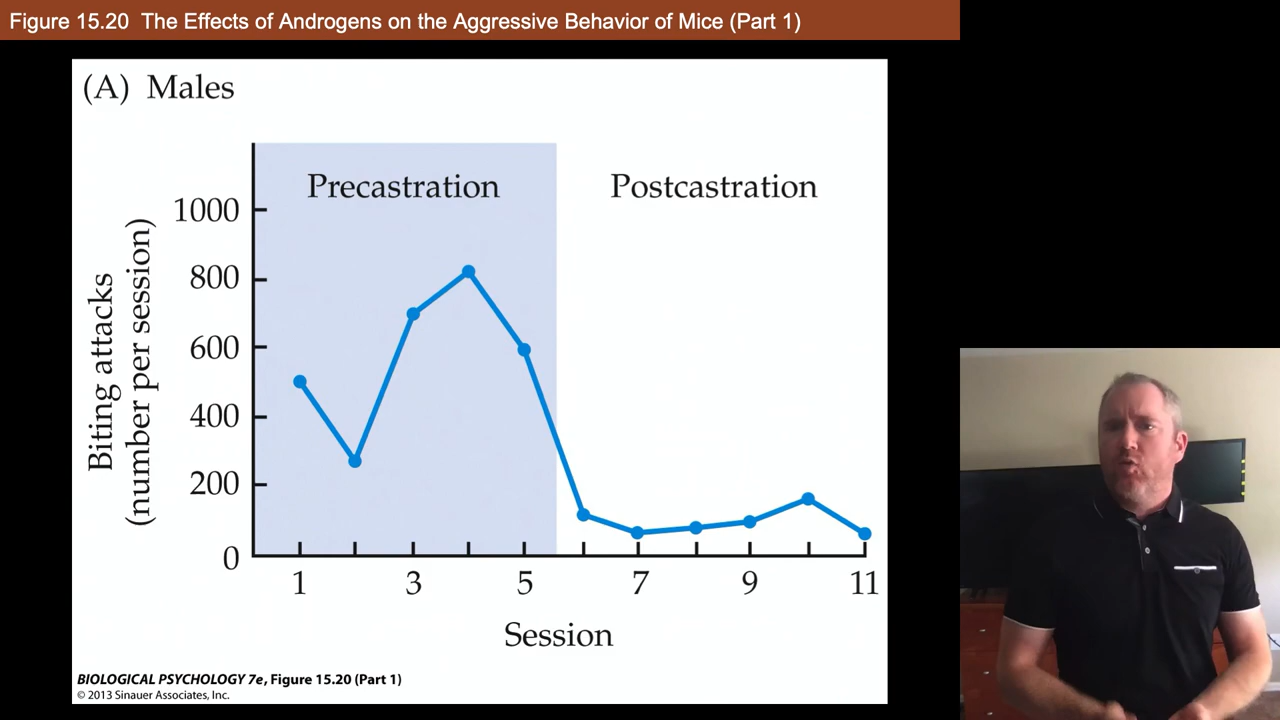 Figure 15.20  The Effects of Androgens on the Aggressive Behavior of Mice (Part 1)
(A)  Males
Precastration
Postcastration
Biting attacks
(number per session)
1000
800
600
400
200
0
1 3 5 7 9 11
Session
BIOLOGICAL PSYCHOLOGY 7e, Figure 15.20 (Part 1)
© 2013 Sinauer Associates, Inc.